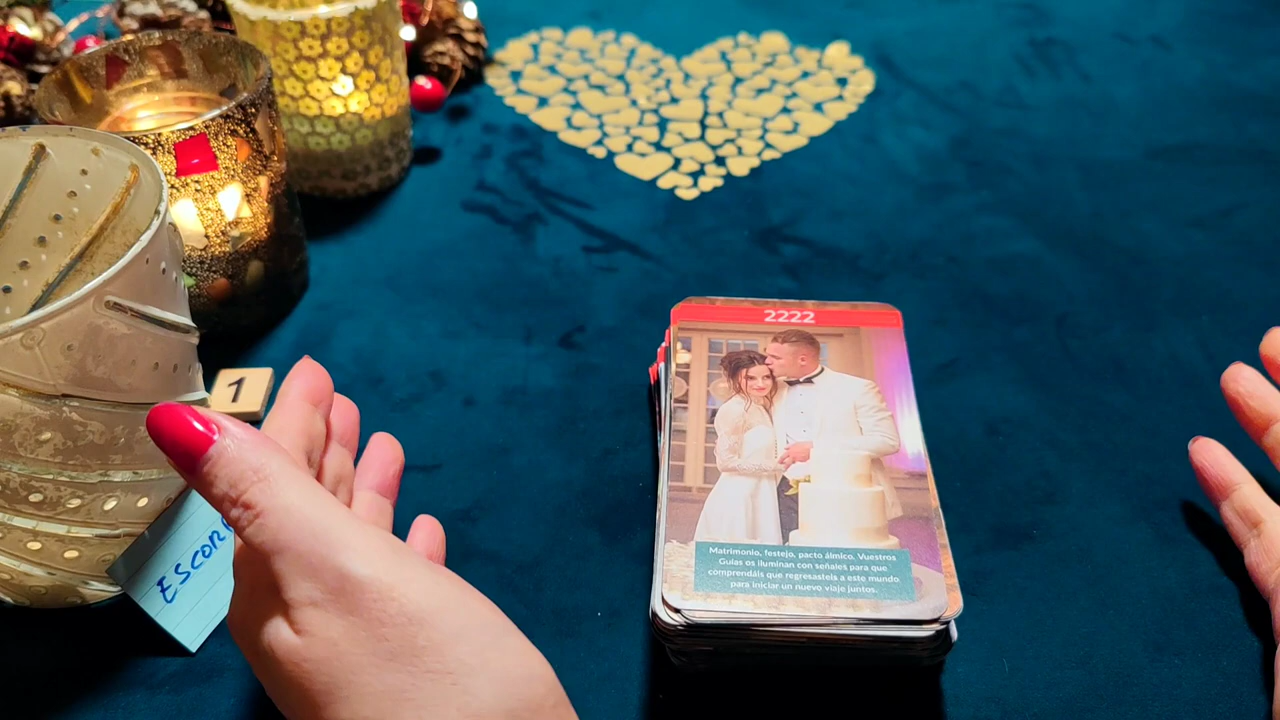 2222
1
Matrimonio, festejo, pacto álmico. Vuestros
Guías os iluminan con señales para que
comprendáis que regresasteis a este mundo
para iniciar un nuevo viaje juntos.